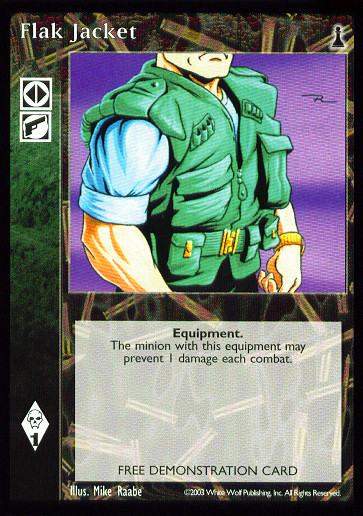 Flak Jacket
Equipment.
The minion with this equipment may
prevent 1 damage each combat.
1
FREE DEMONSTRATION CARD
Illus. Mike Raabe
©2003 White Wolf Publishing, Inc. All Rights Reserved.